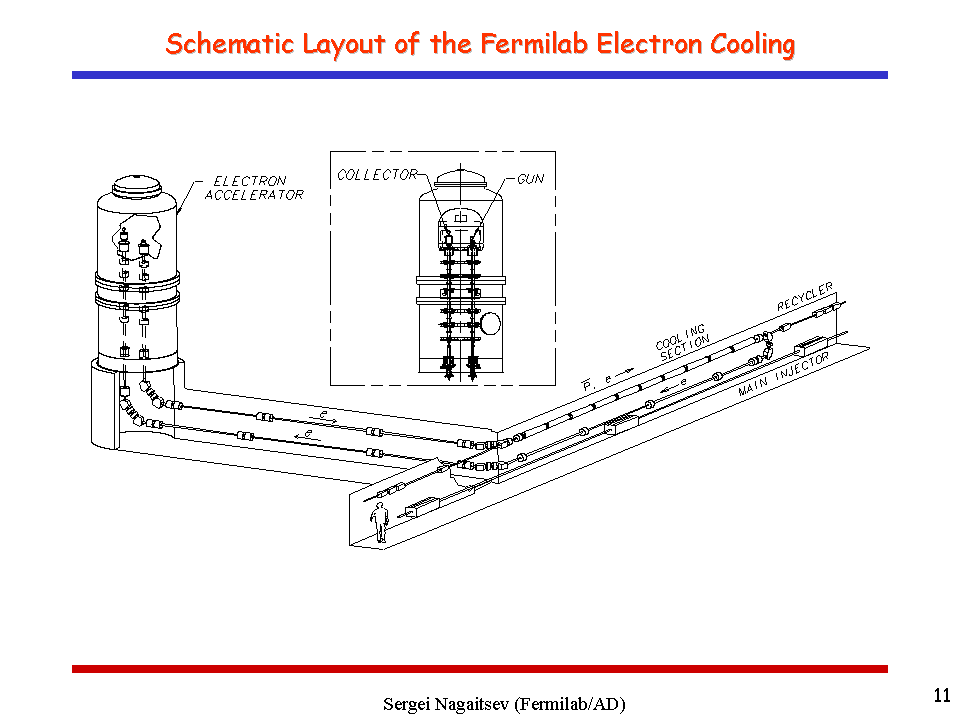 Schematic Layout of the Fermilab Electron Cooling
ELECTRON
ACCELERATOR
COLLECTOR
GUN
RECYCLER
COOLING
SECTION
P, e
e
MAIN INJECTOR
e
e
Sergei Nagaitsev (Fermilab/AD)
11